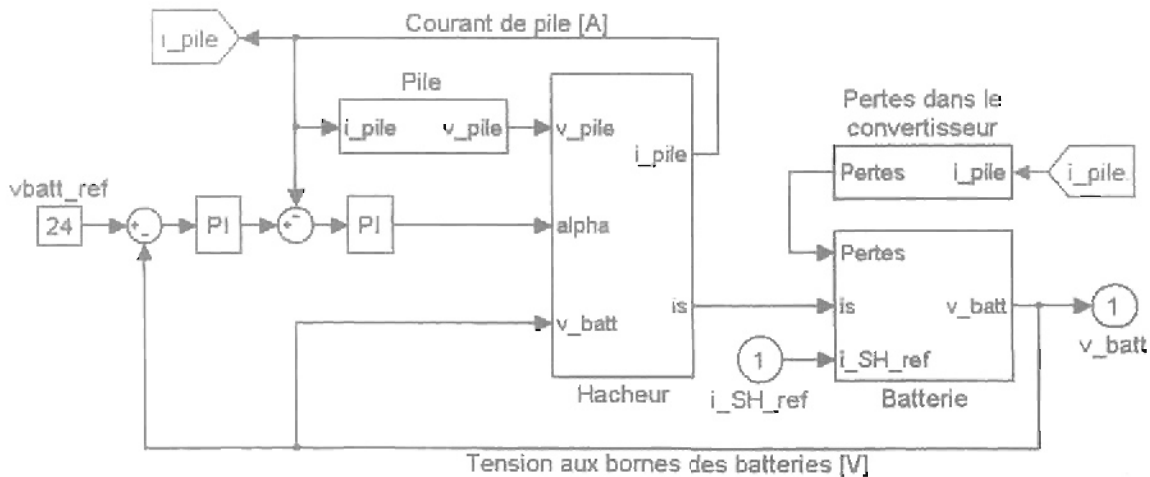 Courant de pile [A]
i_pile
Pile
i_pile v_pile
v_pile
i_pile
Pertes dans le
convertisseur
Pertes i_pile
i_pile
vbatt_ref
24
+
-
PI
+
-
PI
alpha
Pertes
is
is
v_batt
1
v_batt
v_batt
1
i_SH_ref
i_SH_ref
Hacheur
Batterie
Tension aux bornes des batteries [V]